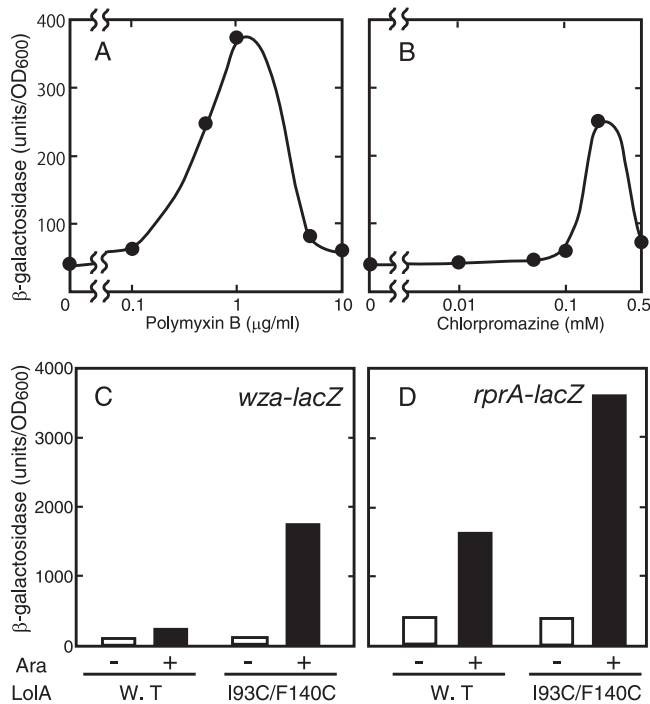 A
B
β-galactosidase (units/OD600)
400
300
200
100
0
0
0.1
1
10
Polymyxin B (μg/ml)
0
0.01
0.1
0.5
Chlorpromazine (mM)
C
wza-lacZ
D
rprA-lacZ
β-galactosidase (units/OD600)
4000
3000
2000
1000
0
Ara - + - + - + - +
LolA W. T I93C/F140C W. T I93C/F140C